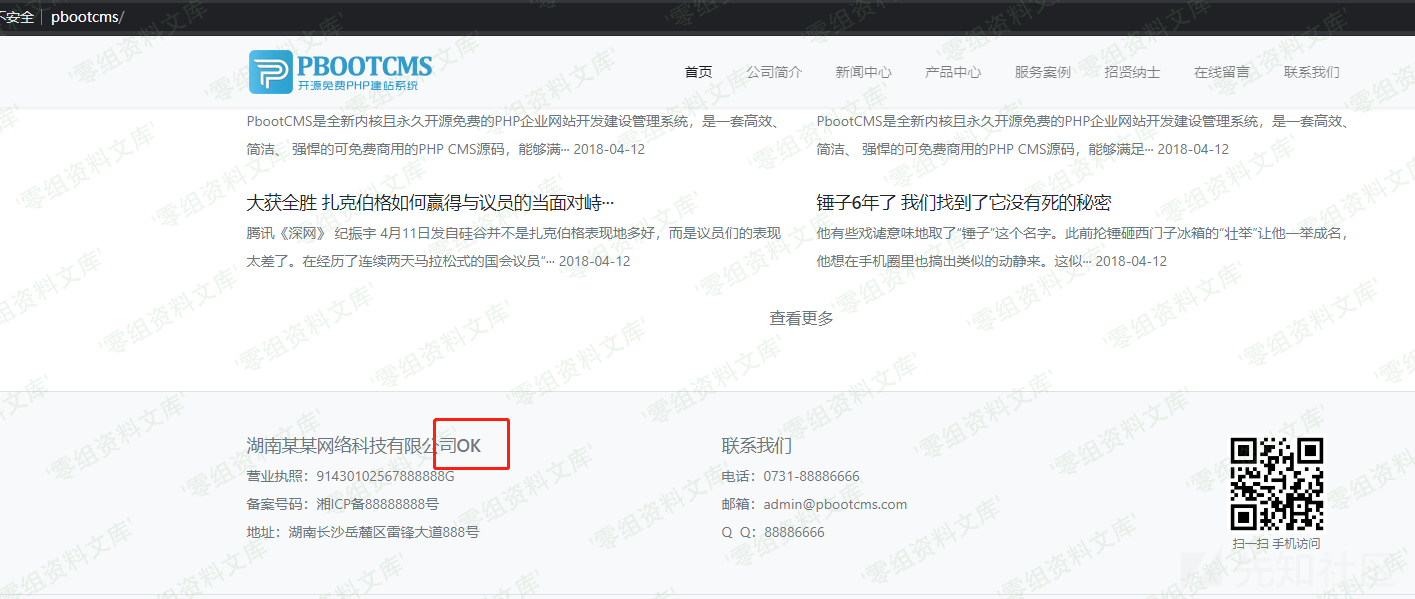 不安全 | pbootcms/
PBOOTCMS
开源免费PHP建站系统
首页 公司简介 新闻中心 产品中心 服务案例 招贤纳士 在线留言 联系我们
PbootCMS是全新内核且永久开源免费的PHP企业网站开发建设管理系统，是一套高效、
简洁、 强悍的可免费商用的PHP CMS源码，能够满··· 2018-04-12
PbootCMS是全新内核且永久开源免费的PHP企业网站开发建设管理系统，是一套高效、
简洁、 强悍的可免费商用的PHP CMS源码，能够满足··· 2018-04-12
大获全胜 扎克伯格如何赢得与议员的当面对峙···
腾讯《深网》 纪振宇 4月11日发自硅谷并不是扎克伯格表现地多好，而是议员们的表现
太差了。在经历了连续两天马拉松式的国会议员“··· 2018-04-12
锤子6年了 我们找到了它没有死的秘密
他有些戏谑意味地取了“锤子”这个名字。此前抡锤砸西门子冰箱的“壮举”让他一举成名，
他想在手机圈里也搞出类似的动静来。这似··· 2018-04-12
查看更多
湖南某某网络科技有限公司OK
营业执照：91430102567888888G
备案号码：湘ICP备88888888号
地址：湖南长沙岳麓区雷锋大道888号
联系我们
电话：0731-88886666
邮箱：admin@pbootcms.com
Q Q：88886666
扫一扫 手机访问
'零组资料文库'
先知社区